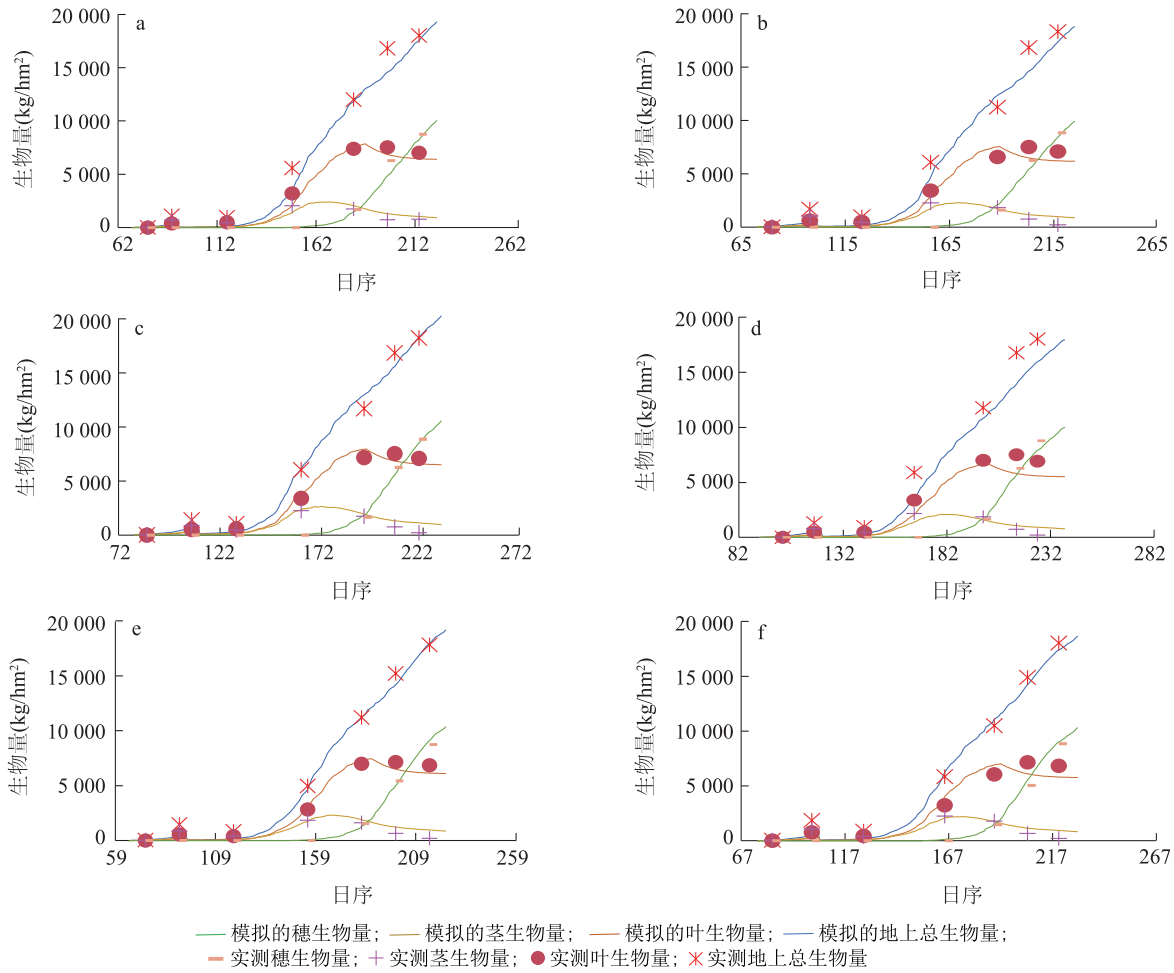 a
生物量(kg/hm²)
20 000
15 000
10 000
5 000
0
62 112 162 212 262
日序
b
生物量(kg/hm²)
20 000
15 000
10 000
5 000
0
65 115 165 215 265
日序
c
生物量(kg/hm²)
20 000
15 000
10 000
5 000
0
72 122 172 222 272
日序
d
生物量(kg/hm²)
20 000
15 000
10 000
5 000
0
82 132 182 232 282
日序
e
生物量(kg/hm²)
20 000
15 000
10 000
5 000
0
59 109 159 209 259
日序
f
生物量(kg/hm²)
20 000
15 000
10 000
5 000
0
67 117 167 217 267
日序
模拟的穗生物量; 模拟的茎生物量; 模拟的叶生物量; 模拟的地上总生物量;
实测穗生物量; 实测茎生物量; 实测叶生物量; 实测地上总生物量